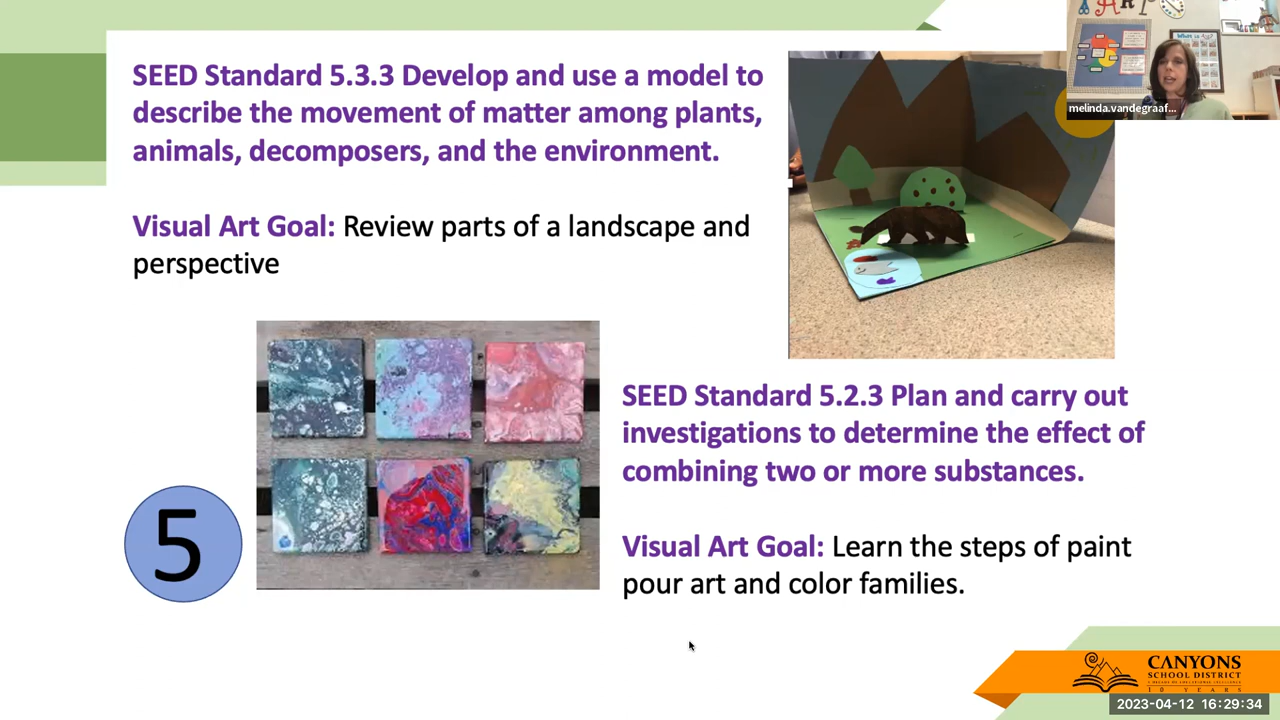 SEED Standard 5.3.3 Develop and use a model to
describe the movement of matter among plants,
animals, decomposers, and the environment.
Visual Art Goal: Review parts of a landscape and
perspective
melinda.vandegraaf...
SEED Standard 5.2.3 Plan and carry out
investigations to determine the effect of
combining two or more substances.
Visual Art Goal: Learn the steps of paint
pour art and color families.
5
CANYONS
SCHOOL DISTRICT
10 YEARS
2023-04-12 16:29:34